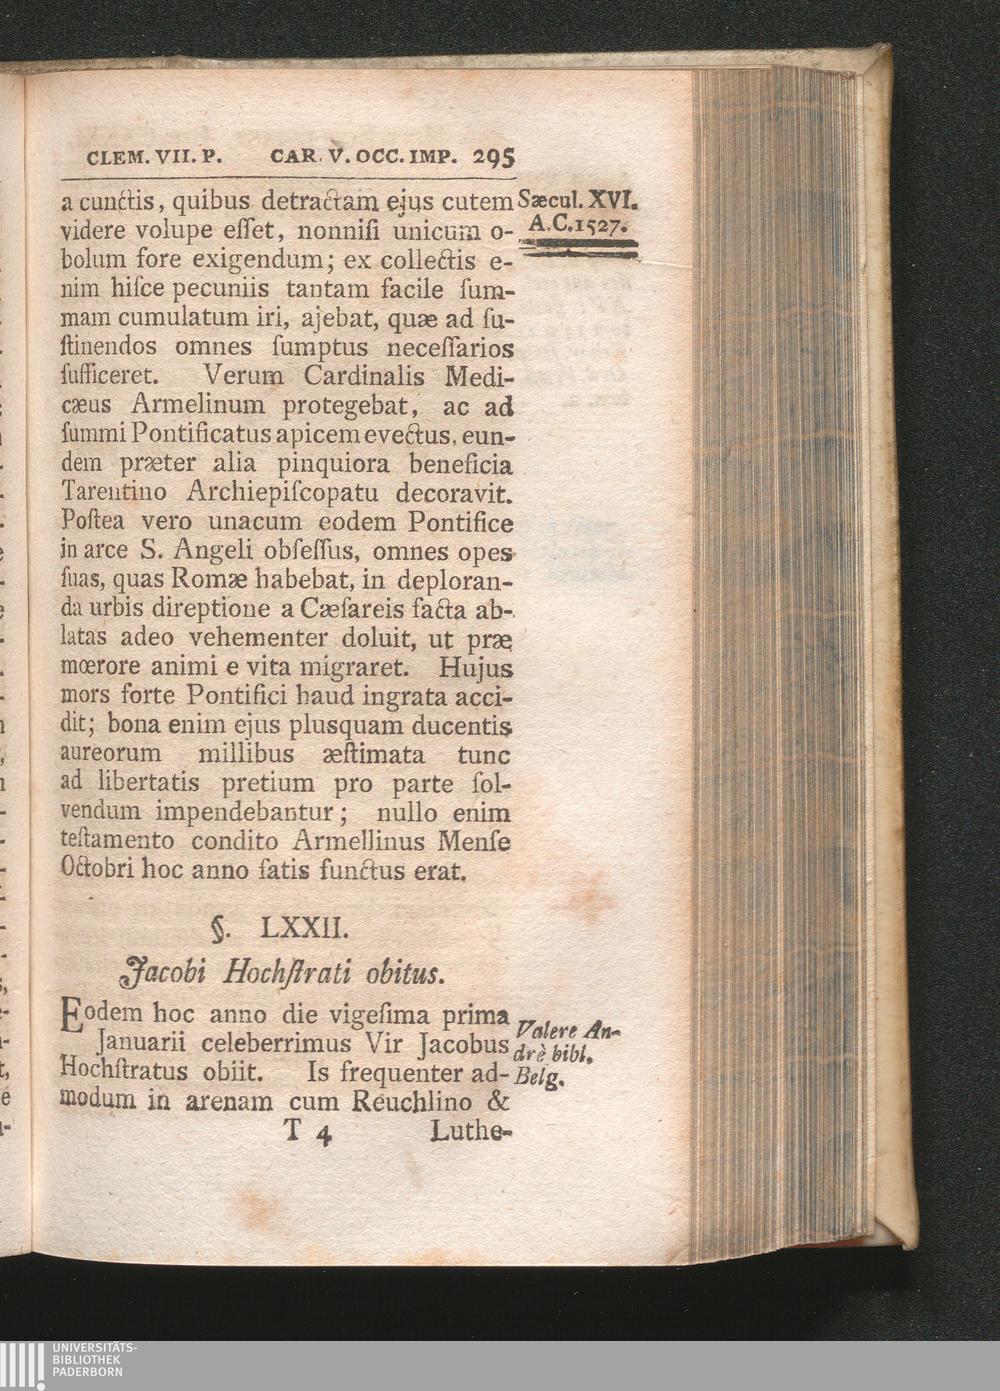 CLEM. VII. P. CAR. V. OCC. IMP. 295
a cunctis, quibus detractam ejus cutem
videre volupe eſſet, nonniſi unicum o-
bolum fore exigendum; ex collectis e-
nim hiſce pecuniis tantam facile ſum-
mam cumulatum iri, ajebat, quæ ad ſu-
ſtinendos omnes ſumptus neceſſarios
ſufficeret. Verum Cardinalis Medi-
cæus Armelinum protegebat, ac ad
ſummi Pontificatus apicem evectus, eun-
dem præter alia pinquiora beneficia
Tarentino Archiepiſcopatu decoravit.
Poſtea vero unacum eodem Pontifice
in arce S. Angeli obſeſſus, omnes opes
ſuas, quas Romæ habebat, in deploran-
da urbis direptione a Cæſareis facta ab-
latas adeo vehementer doluit, ut præ
mœrore animi e vita migraret. Hujus
mors forte Pontifici haud ingrata acci-
dit; bona enim ejus plusquam ducentis
aureorum millibus æſtimata tunc
ad libertatis pretium pro parte ſol-
vendum impendebantur; nullo enim
teſtamento condito Armellinus Menſe
Octobri hoc anno fatis functus erat.
Sæcul. XVI.
A.C.1527.
§. LXXII.
Jacobi Hochſtrati obitus.
Eodem hoc anno die vigeſima prima
Januarii celeberrimus Vir Jacobus
Hochſtratus obiit. Is frequenter ad-
modum in arenam cum Reuchlino &
Valere An-
drè bibl.
Belg.
T 4 Luthe-
UNIVERSITÄTS-
BIBLIOTHEK
PADERBORN